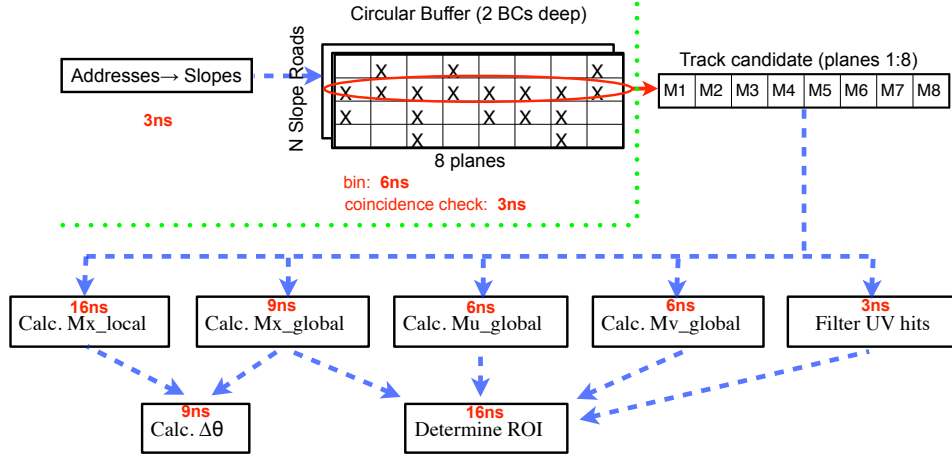 Circular Buffer (2 BCs deep)
Addresses→ Slopes
3ns
N Slope Roads
X X X
X X X X X X X X
X X X X X
X X
8 planes
bin: 6ns
coincidence check: 3ns
Track candidate (planes 1:8)
M1 M2 M3 M4 M5 M6 M7 M8
16ns
Calc. Mx_local
9ns
Calc. Mx_global
6ns
Calc. Mu_global
6ns
Calc. Mv_global
3ns
Filter UV hits
9ns
Calc. Δθ
16ns
Determine ROI